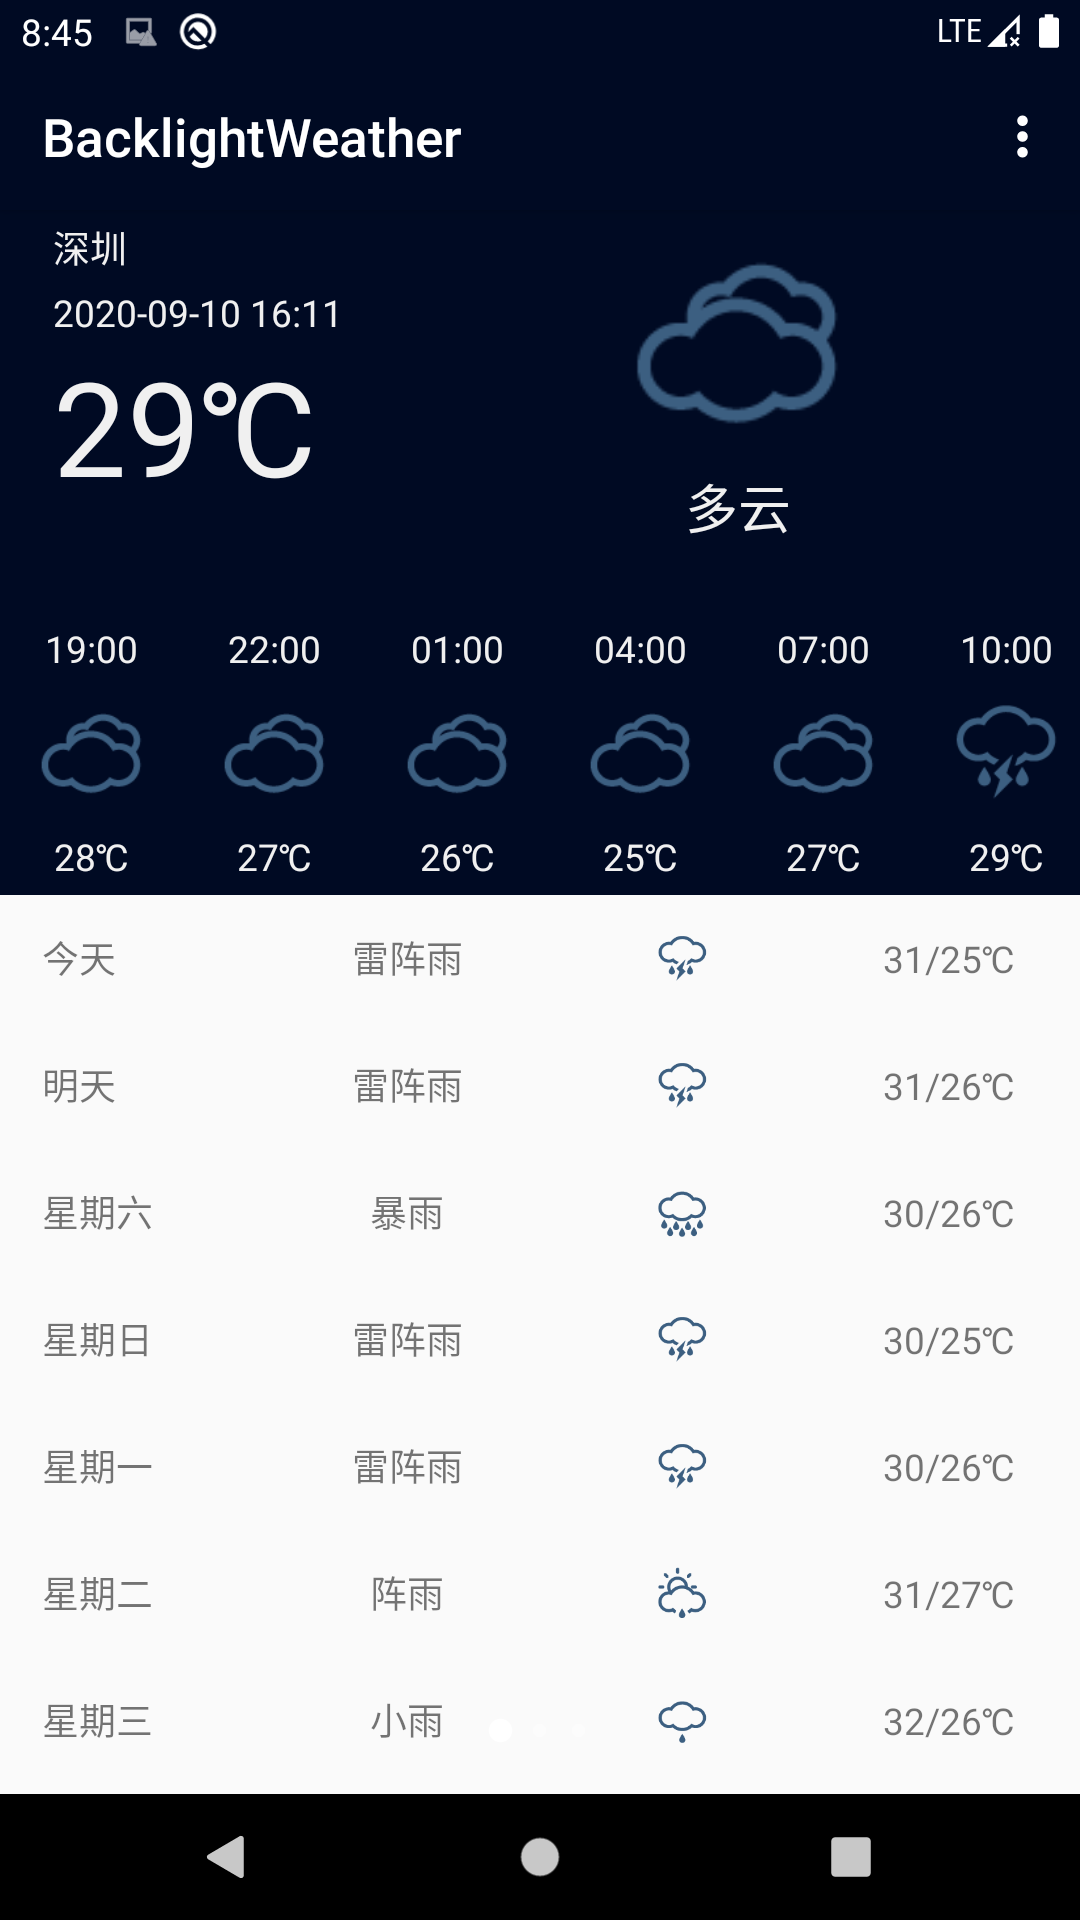 8:45 LTE
BacklightWeather
深圳
2020-09-10 16:11
29℃
多云
19:00 22:00 01:00 04:00 07:00 10:00
28℃ 27℃ 26℃ 25℃ 27℃ 29℃
今天 雷阵雨 31/25℃
明天 雷阵雨 31/26℃
星期六 暴雨 30/26℃
星期日 雷阵雨 30/25℃
星期一 雷阵雨 30/26℃
星期二 阵雨 31/27℃
星期三 小雨 32/26℃